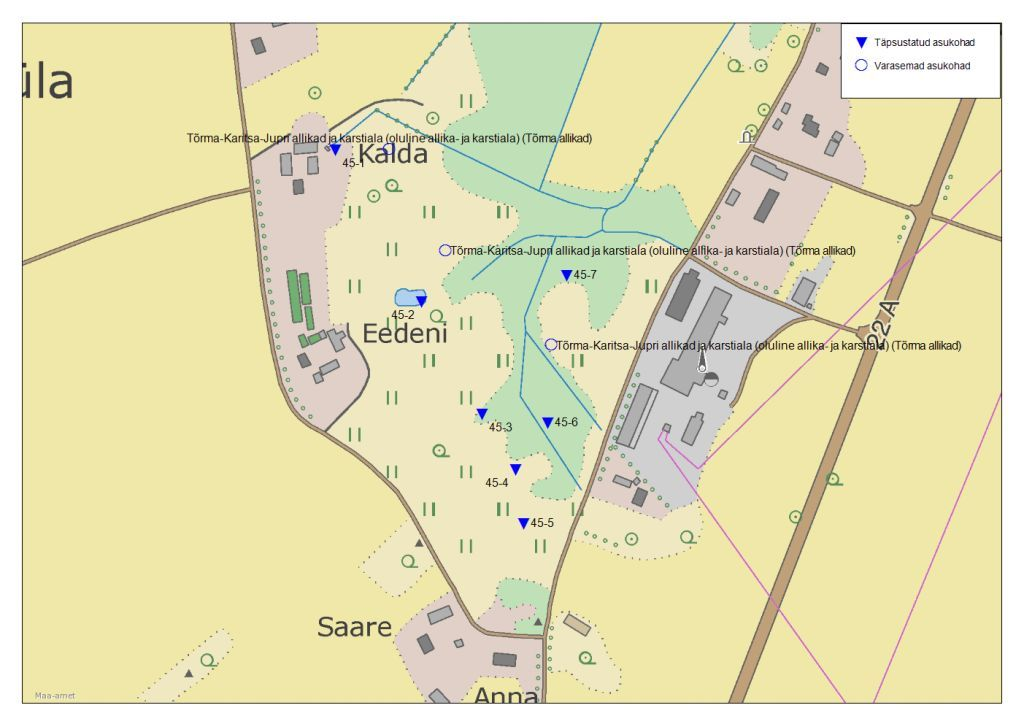 Täpsustatud asukohad
Varasemad asukohad
üla
Tõrma-Karitsa-Jupri allikad ja karstiala (oluline allika- ja karstiala) (Tõrma allikad)
Kalda
45-1
Tõrma-Karitsa-Jupri allikad ja karstiala (oluline allika- ja karstiala) (Tõrma allikad)
45-7
45-2
22 A
Eedeni
Tõrma-Karitsa-Jupri allikad ja karstiala (oluline allika- ja karstiala) (Tõrma allikad)
45-3
45-6
45-4
45-5
Saare
Anna
Maa-amet